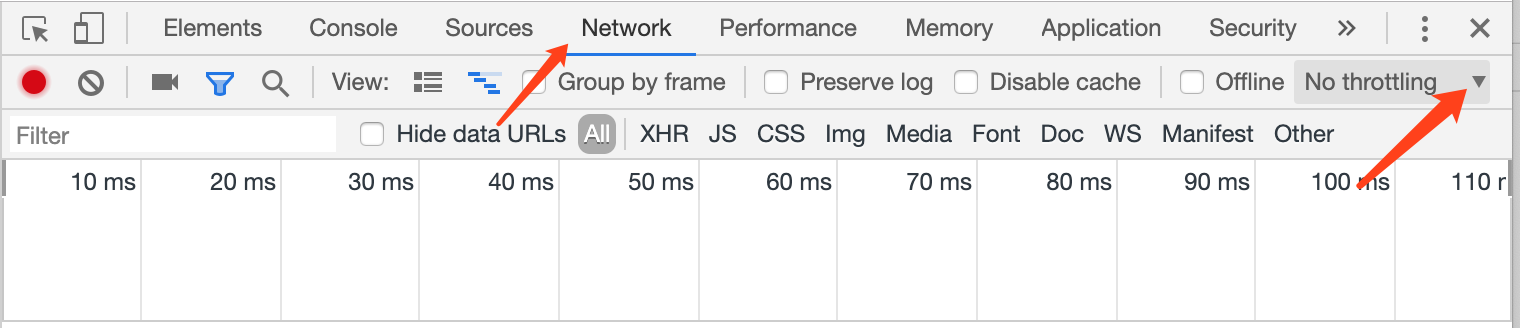 Elements Console Sources Network Performance Memory Application Security
View: Group by frame Preserve log Disable cache Offline No throttling
Filter Hide data URLs All XHR JS CSS Img Media Font Doc WS Manifest Other
10 ms 20 ms 30 ms 40 ms 50 ms 60 ms 70 ms 80 ms 90 ms 100 ms 110